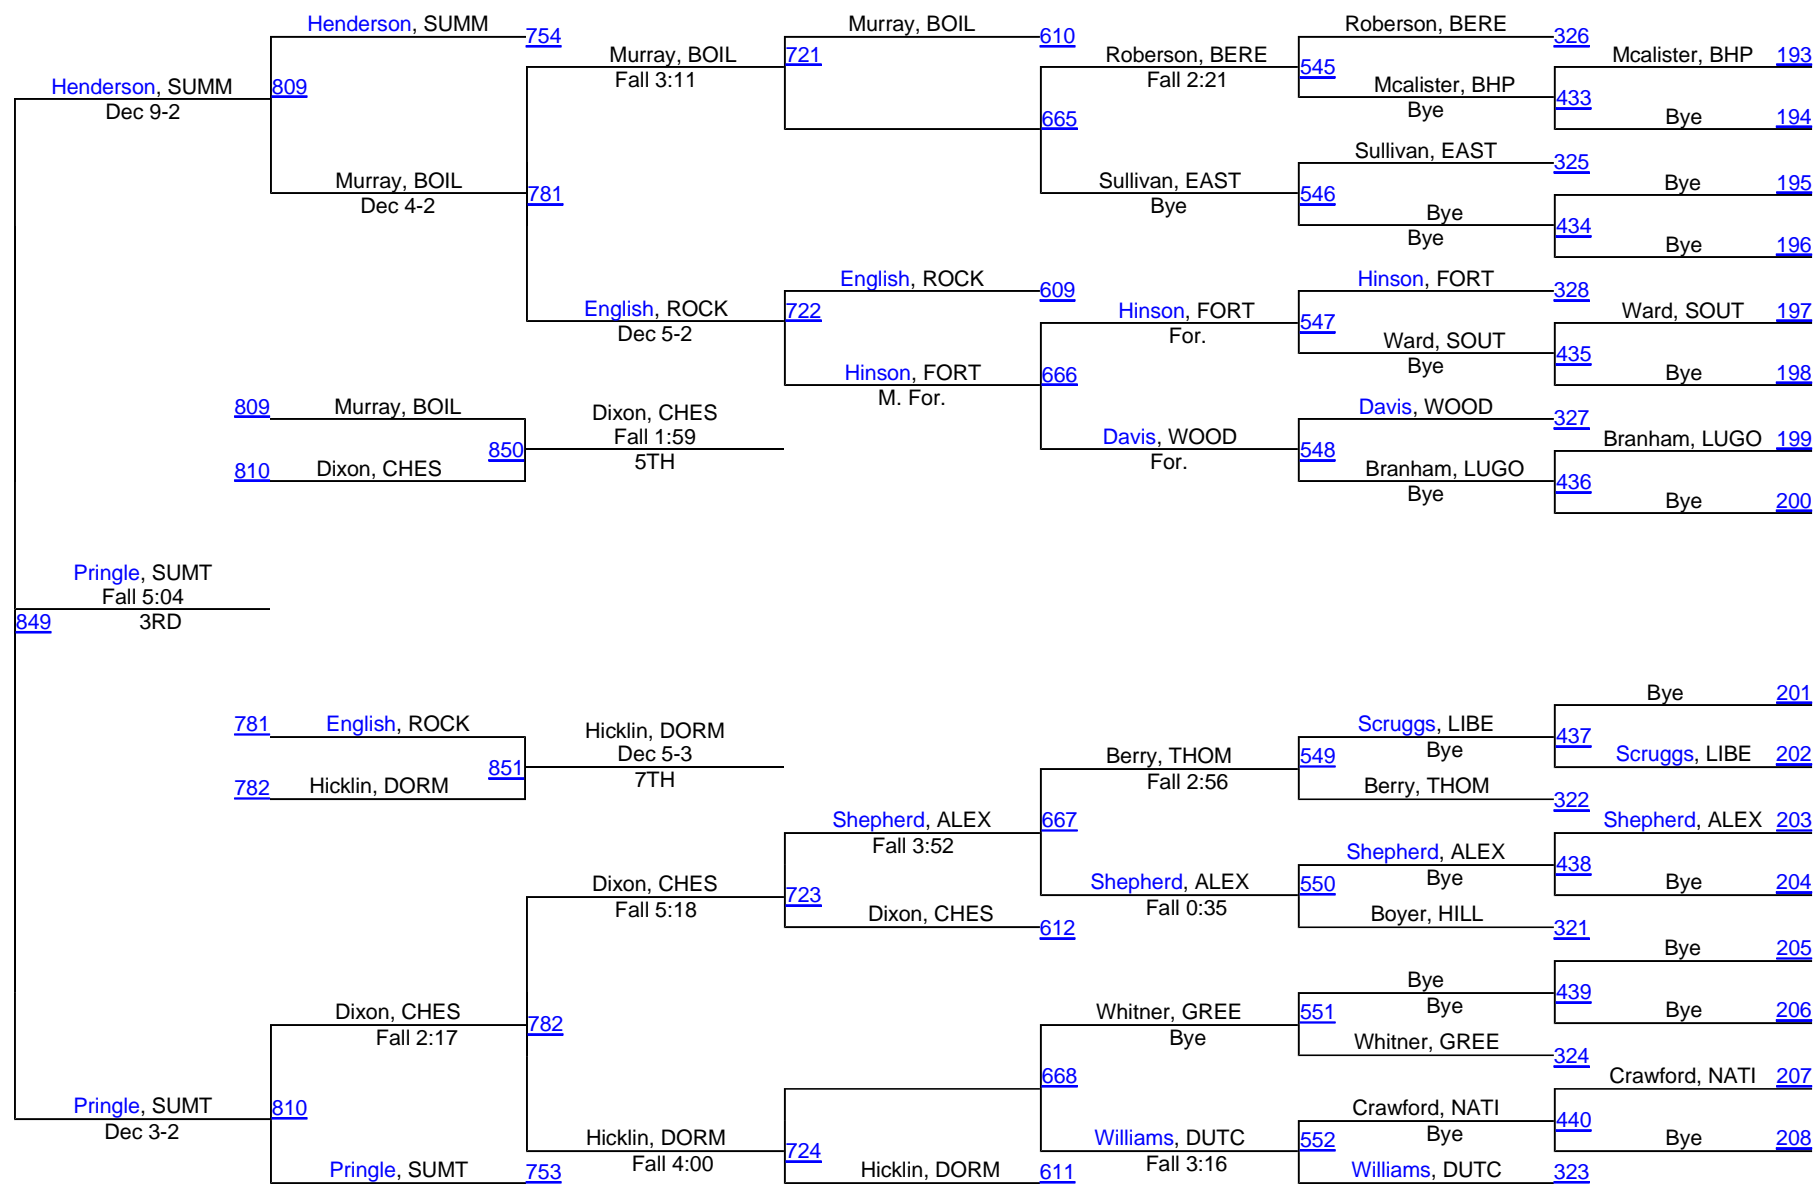 Henderson, SUMM
754
Murray, BOIL
610
Roberson, BERE
326
Murray, BOIL
Fall 3:11
721
Roberson, BERE
Fall 2:21
545
Mcalister, BHP 193
Henderson, SUMM
Dec 9-2
809
Mcalister, BHP
Bye
433
Bye 194
665
Sullivan, EAST
325
Murray, BOIL
Dec 4-2
781
Sullivan, EAST
Bye
546
Bye 195
Bye
Bye
434
Bye 196
English, ROCK
609
Hinson, FORT
328
English, ROCK
Dec 5-2
722
Hinson, FORT
For.
547
Ward, SOUT 197
Ward, SOUT
Bye
435
Bye 198
Hinson, FORT
M. For.
666
809 Murray, BOIL
Dixon, CHES
Fall 1:59
5TH
850
810 Dixon, CHES
Davis, WOOD
327
Davis, WOOD
For.
548
Branham, LUGO 199
Branham, LUGO
Bye
436
Bye 200
Pringle, SUMT
Fall 5:04
849
3RD
Bye 201
781 English, ROCK
Hicklin, DORM
Dec 5-3
7TH
851
782 Hicklin, DORM
Scruggs, LIBE
Bye
437
Scruggs, LIBE 202
Berry, THOM
Fall 2:56
549
Berry, THOM
322
Shepherd, ALEX
Fall 3:52
667
Shepherd, ALEX 203
Shepherd, ALEX
Bye
438
Bye 204
Dixon, CHES
Fall 5:18
723
Shepherd, ALEX
Fall 0:35
550
Dixon, CHES
612
Boyer, HILL
321
Bye 205
Bye
Bye
439
Bye 206
Dixon, CHES
Fall 2:17
782
Whitner, GREE
Bye
551
Whitner, GREE
324
668
Crawford, NATI 207
Pringle, SUMT
Dec 3-2
810
Crawford, NATI
Bye
440
Bye 208
Hicklin, DORM
Fall 4:00
724
Williams, DUTC
Fall 3:16
552
Pringle, SUMT
753
Hicklin, DORM
611
Williams, DUTC
323